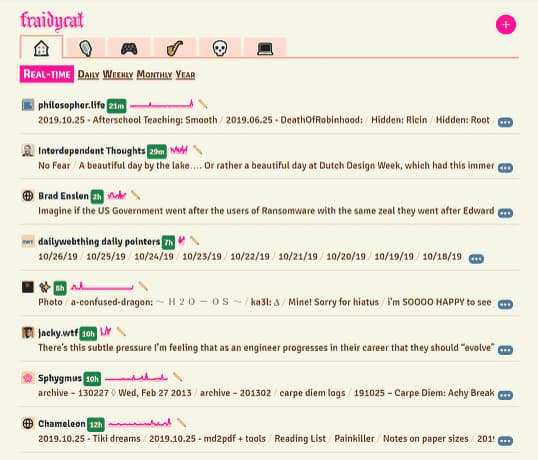 fraidycat
+
REAL-TIME DAILY WEEKLY MONTHLY YEAR
philosopher.life 21m
2019.10.25 - Afterschool Teaching: Smooth / 2019.06.25 - DeathOfRobinhood: / Hidden: Ricin / Hidden: Root
Interdependent Thoughts 29m
No Fear / A beautiful day by the lake.... Or rather a beautiful day at Dutch Design Week, which had this immer
Brad Enslen 2h
Imagine if the US Government went after the users of Ransomware with the same zeal they went after Edward
dailywebthing daily pointers 7h
10/26/19 / 10/25/19 / 10/24/19 / 10/23/19 / 10/22/19 / 10/21/19 / 10/20/19 / 10/19/19 / 10/18/19
8h
Photo / a-confused-dragon: ～ H 2 O － O S ～ / ka3l: Δ / Mine! Sorry for hiatus / i'm SOOOO HAPPY to see
jacky.wtf 10h
There's this subtle pressure I'm feeling that as an engineer progresses in their career that they should “evolve”
Sphygmus 10h
archive – 130227 ◊ Wed, Feb 27 2013 / archive – 201302 / carpe diem logs / 191025 – Carpe Diem: Achy Break
Chameleon 12h
2019.10.25 - Tiki dreams / 2019.10.25 - md2pdf + tools / Reading List / Painkiller / Notes on paper sizes / 201